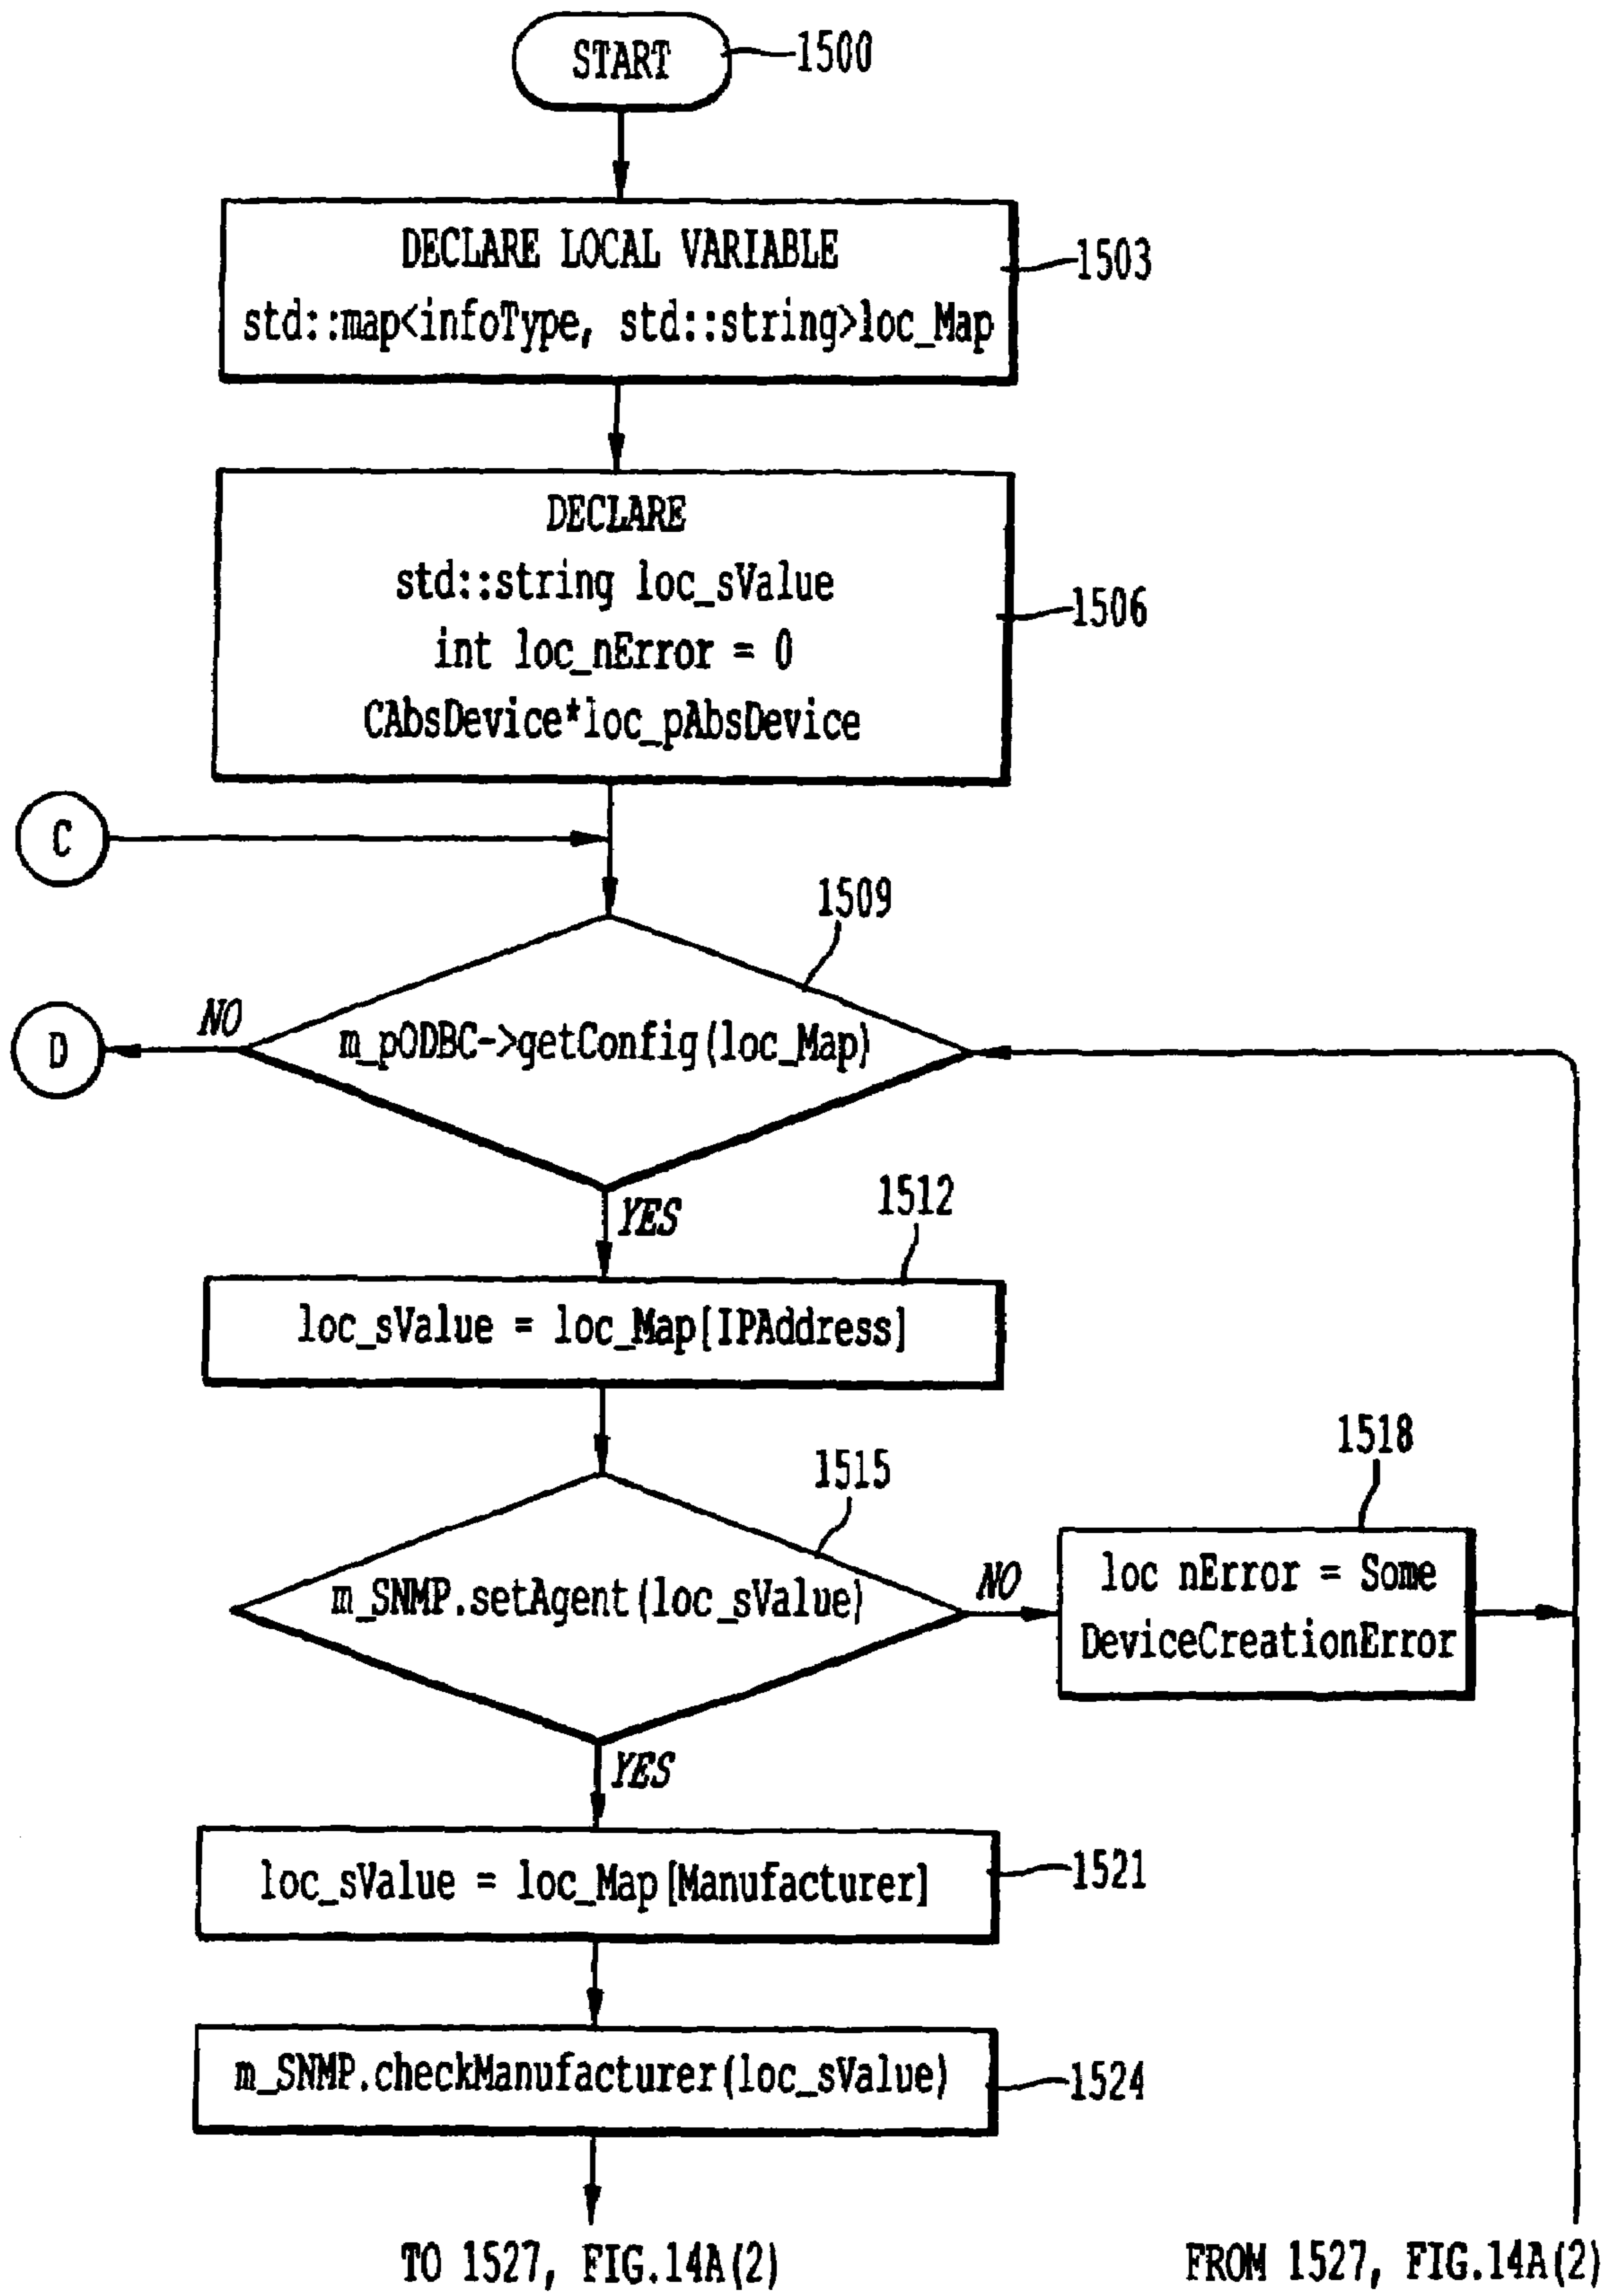 START
1500
DECLARE LOCAL VARIABLE
std::map<infoType, std::string>loc_Map
1503
DECLARE
std::string loc_sValue
int loc_nError = 0
CAbsDevice*loc_pAbsDevice
1506
C
1509
D
NO
m_pODBC->getConfig(loc_Map)
YES
1512
loc_sValue = loc_Map[IPAddress]
1515
1518
m_SNMP.setAgent(loc_sValue)
NO
loc nError = Some
DeviceCreationError
YES
loc_sValue = loc_Map[Manufacturer]
1521
m_SNMP.checkManufacturer(loc_sValue)
1524
TO 1527, FIG.14A(2)
FROM 1527, FIG.14A(2)